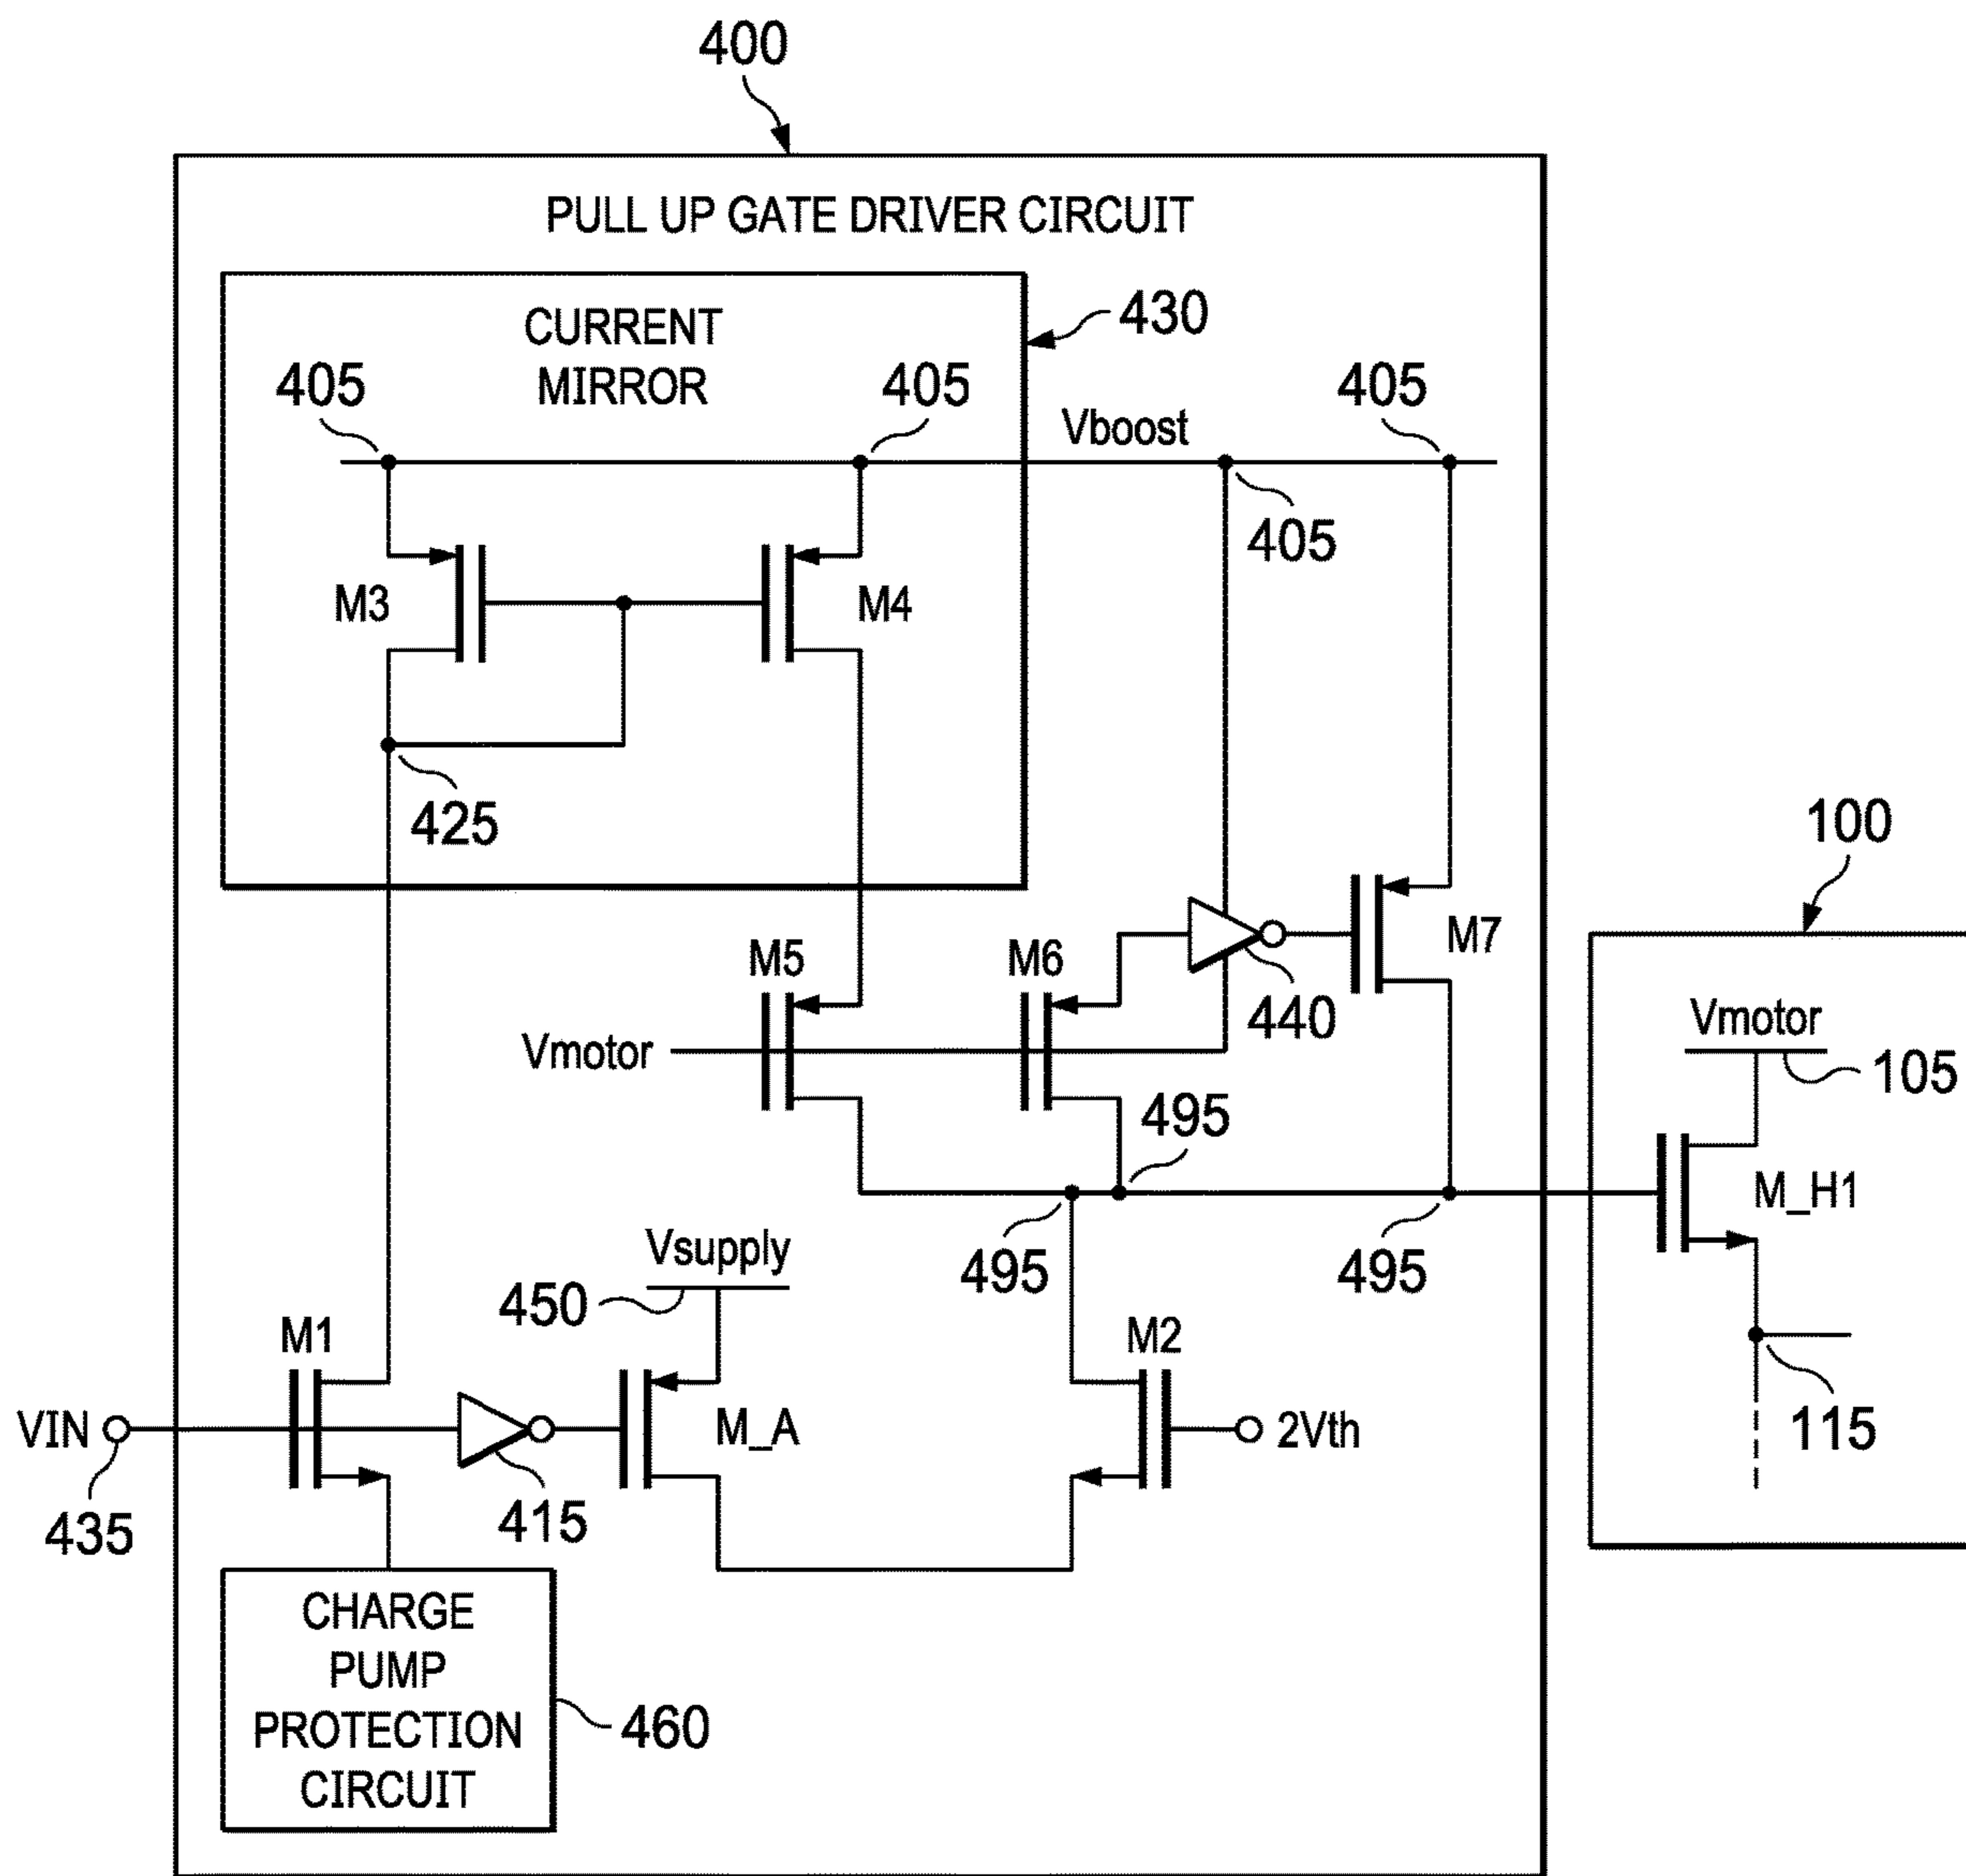 400
PULL UP GATE DRIVER CIRCUIT
CURRENT
MIRROR
430
405
405
405
Vboost
405
M3
M4
425
100
M5
M6
M7
440
Vmotor
Vmotor
105
495
M_H1
Vsupply
495
495
450
M1
M2
VIN
M_A
2Vth
115
435
415
CHARGE
PUMP
PROTECTION
CIRCUIT
460